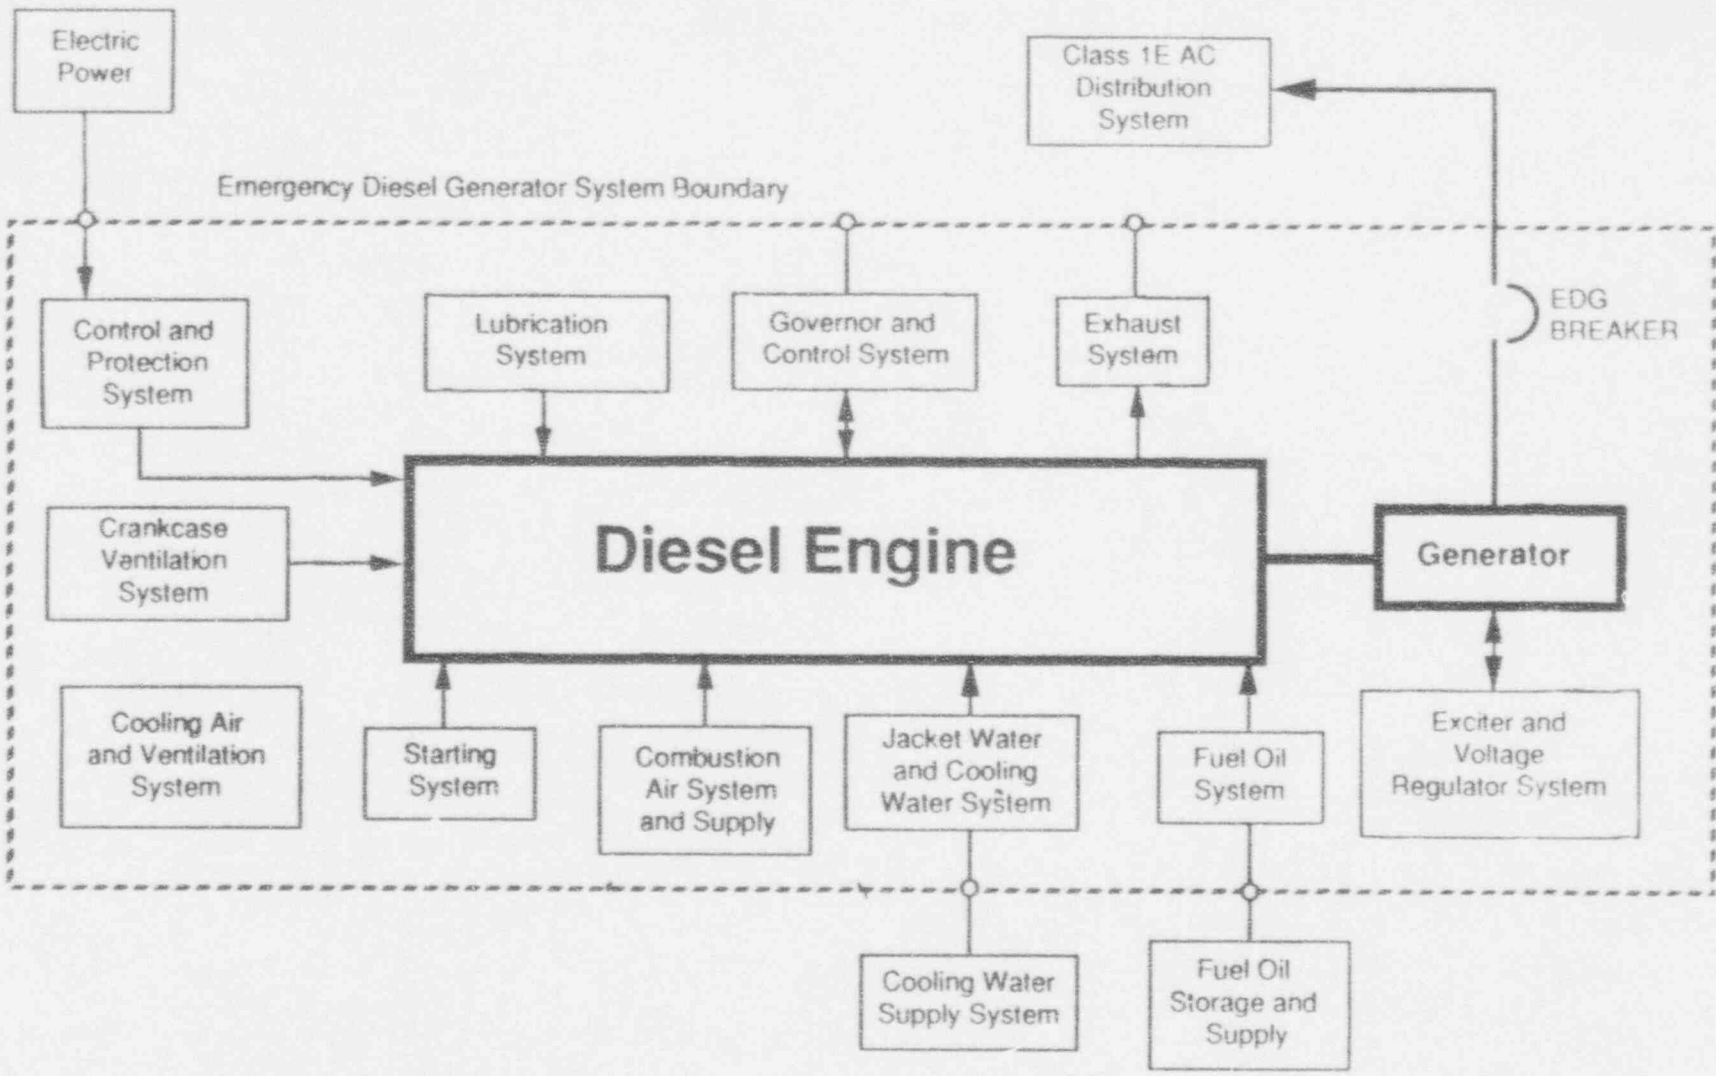 Electric
Power
Class 1E AC
Distribution
System
Emergency Diesel Generator System Boundary
EDG
BREAKER
Control and
Protection
System
Lubrication
System
Governor and
Control System
Exhaust
System
Crankcase
Ventilation
System
Diesel Engine
Generator
Cooling Air
and Ventilation
System
Starting
System
Combustion
Air System
and Supply
Jacket Water
and Cooling
Water System
Fuel Oil
System
Exciter and
Voltage
Regulator System
Cooling Water
Supply System
Fuel Oil
Storage and
Supply